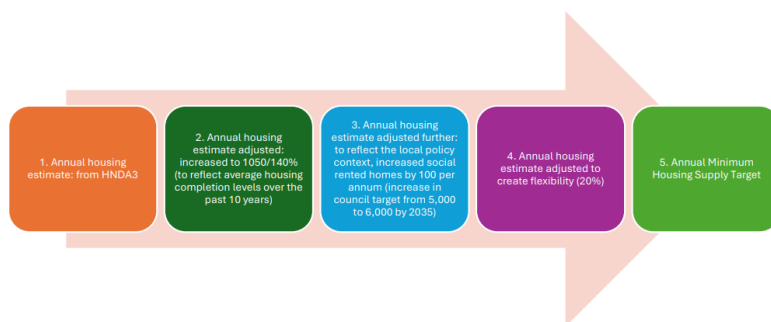 1. Annual housing
estimate: from HNDA3
2. Annual housing
estimate adjusted:
increased to 1050/140%
(to reflect average housing
completion levels over the
past 10 years)
3. Annual housing
estimate adjusted further:
to reflect the local policy
context, increased social
rented homes by 100 per
annum (increase in
council target from 5,000
to 6,000 by 2035)
4. Annual housing
estimate adjusted to
create flexibility (20%)
5. Annual Minimum
Housing Supply Target